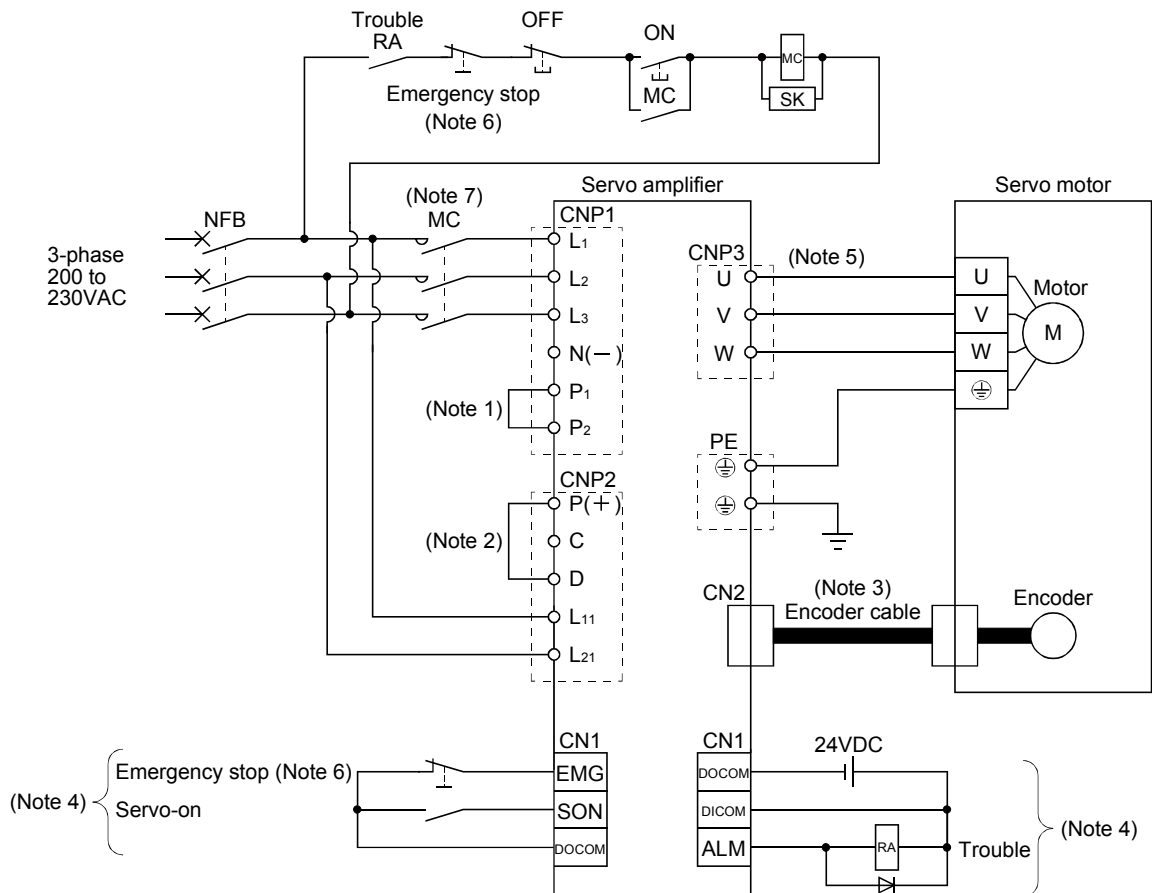 Trouble
RA
OFF
ON
MC
SK
Emergency stop
(Note 6)
MC
Servo amplifier
Servo motor
(Note 7)
MC
NFB
CNP1
3-phase
200 to
230VAC
L1
L2
L3
N(—)
P1
P2
(Note 1)
CNP3
U
V
W
(Note 5)
U
V
W
Motor
M
PE
CNP2
P(+)
C
D
L11
L21
(Note 2)
CN2
(Note 3)
Encoder cable
Encoder
CN1
CN1
24VDC
(Note 4)
Emergency stop (Note 6)
Servo-on
EMG
SON
DOCOM
DOCOM
DICOM
ALM
RA
Trouble
(Note 4)